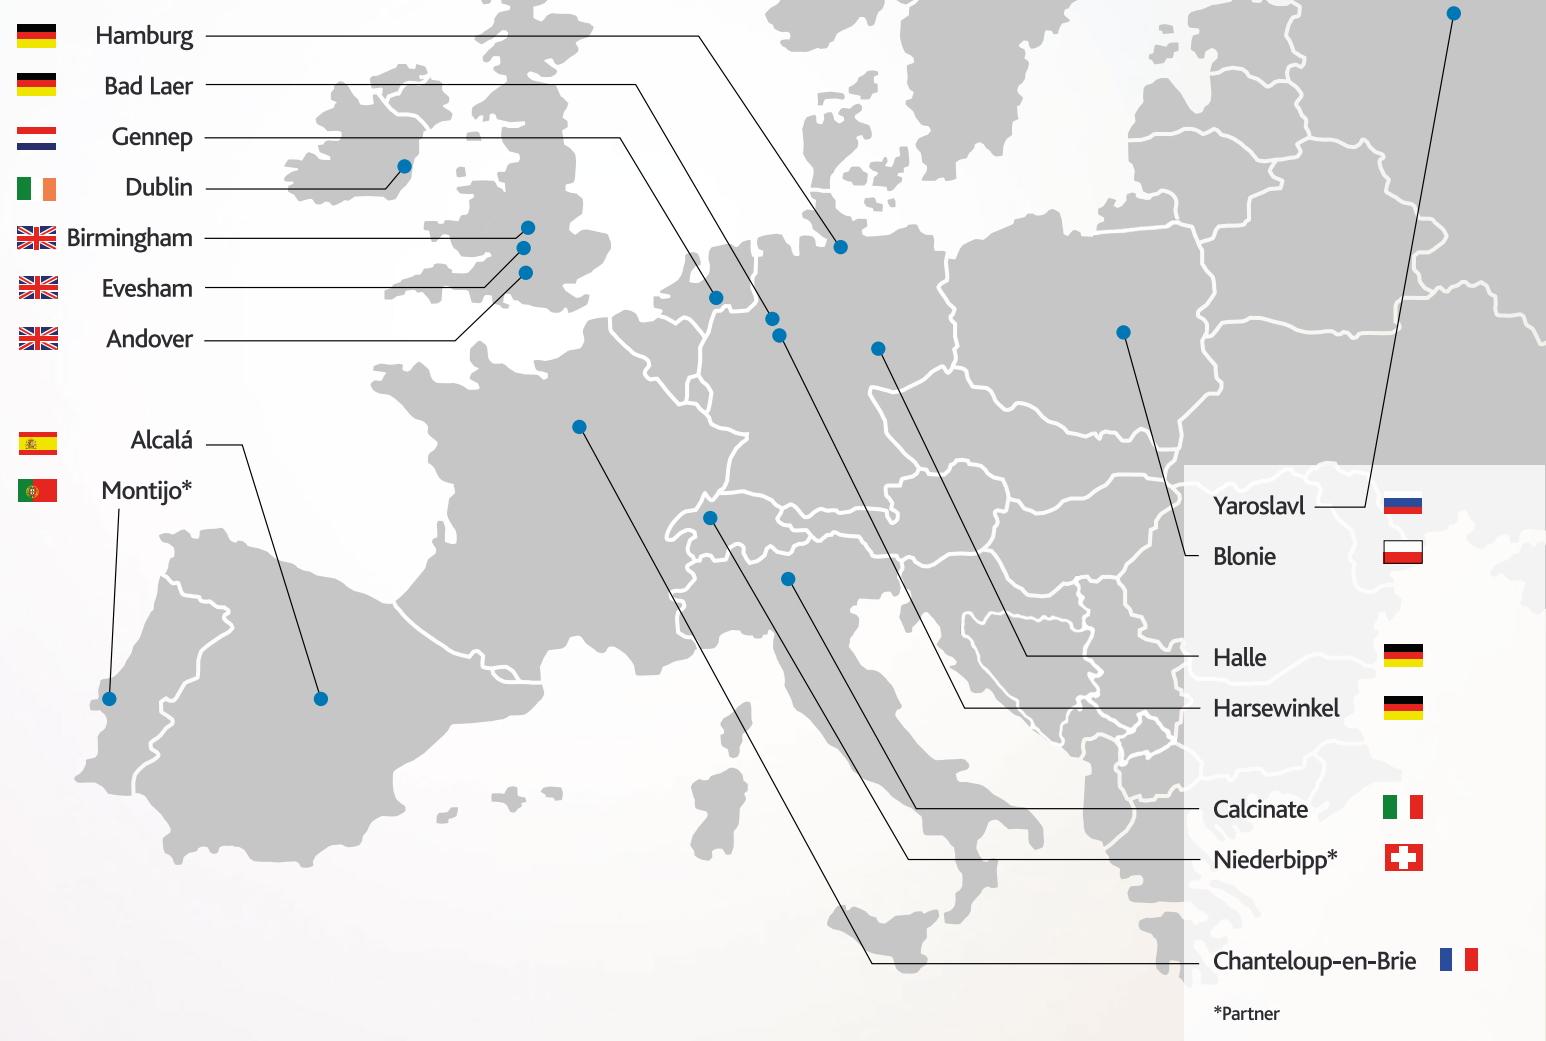 Hamburg
Bad Laer
Gennep
Dublin
Birmingham
Evesham
Andover
Alcalá
Montijo*
Yaroslavl
Blonie
Halle
Harsewinkel
Calcinate
Niederbipp*
Chanteloup-en-Brie
*Partner